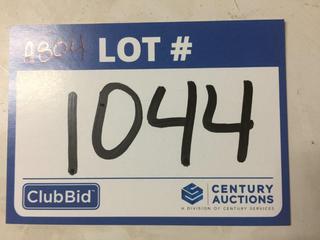 A804 LOT #
1044
ClubBid
CENTURY
AUCTIONS
A DIVISION OF CENTURY SERVICES